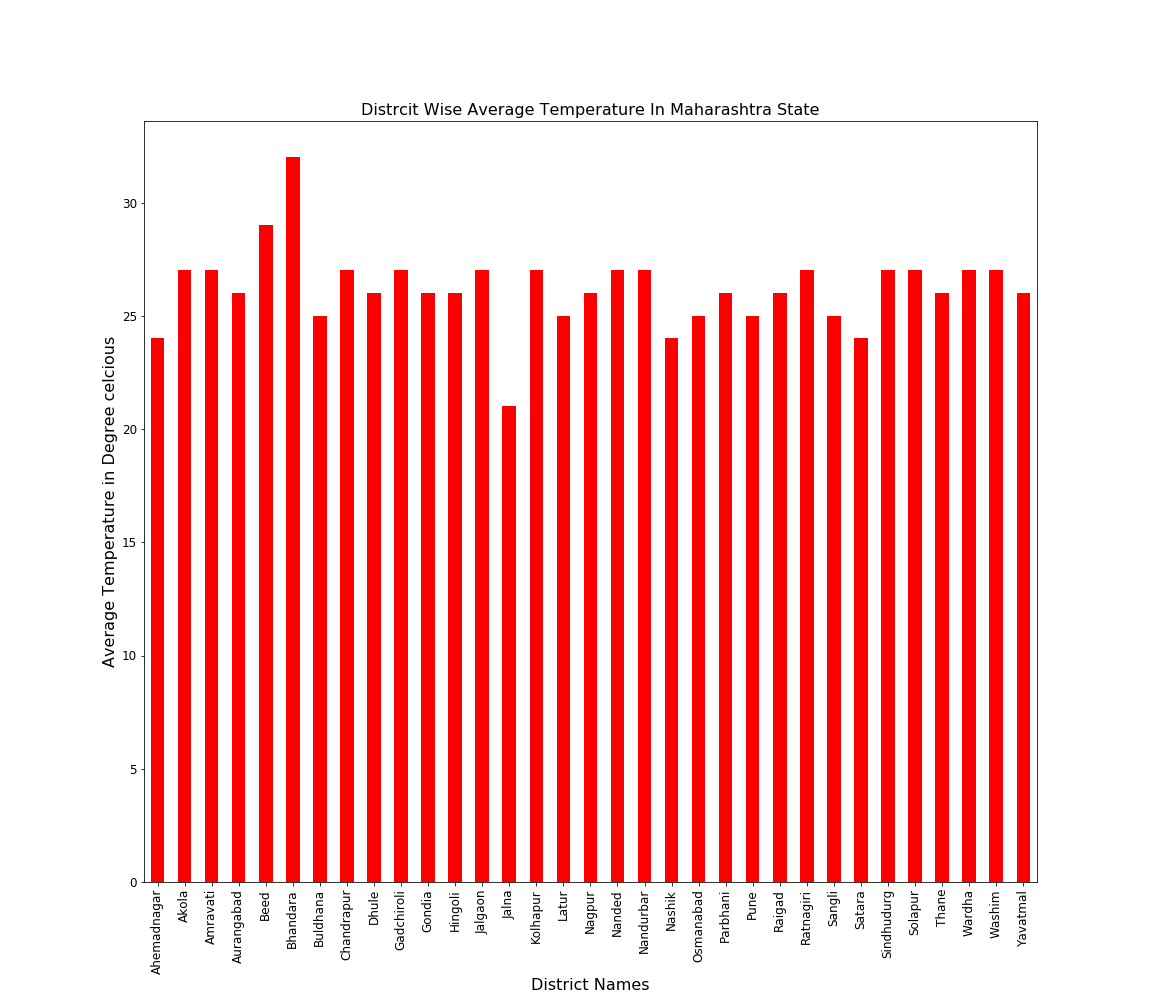 Distrcit Wise Average Temperature In Maharashtra State
Average Temperature in Degree celcious
30
25
20
15
10
5
0
Ahemadnagar
Akola
Amravati
Aurangabad
Beed
Bhandara
Buldhana
Chandrapur
Dhule
Gadchiroli
Gondia
Hingoli
Jalgaon
Jalna
Kolhapur
Latur
Nagpur
Nanded
Nandurbar
Nashik
Osmanabad
Parbhani
Pune
Raigad
Ratnagiri
Sangli
Satara
Sindhudurg
Solapur
Thane
Wardha
Washim
Yavatmal
District Names